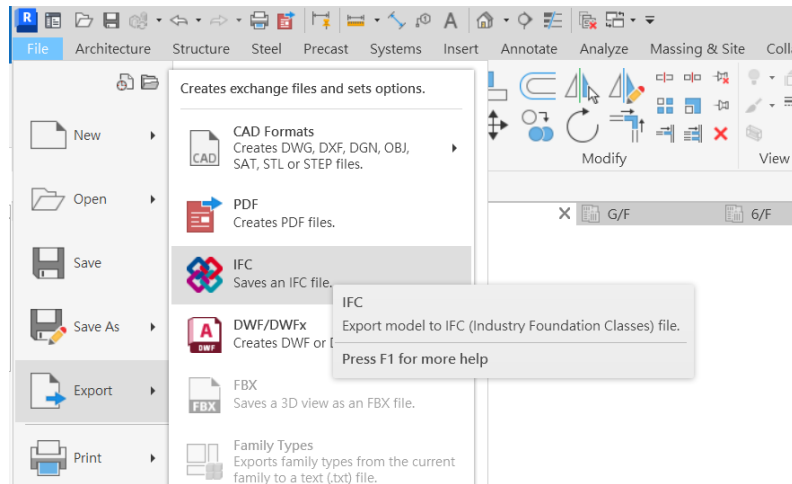 R
A
File Architecture Structure Steel Precast Systems Insert Annotate Analyze Massing & Site Coll
Creates exchange files and sets options.
New
CAD Formats
Creates DWG, DXF, DGN, OBJ,
SAT, STL or STEP files.
CAD
Modify
View
Open
PDF
Creates PDF files.
G/F
6/F
Save
IFC
Saves an IFC file.
IFC
Export model to IFC (Industry Foundation Classes) file.
Press F1 for more help
Save As
DWF/DWFx
Creates DWF or
A
DWF
Export
FBX
Saves a 3D view as an FBX file.
FBX
Print
Family Types
Exports family types from the current
family to a text (.txt) file.